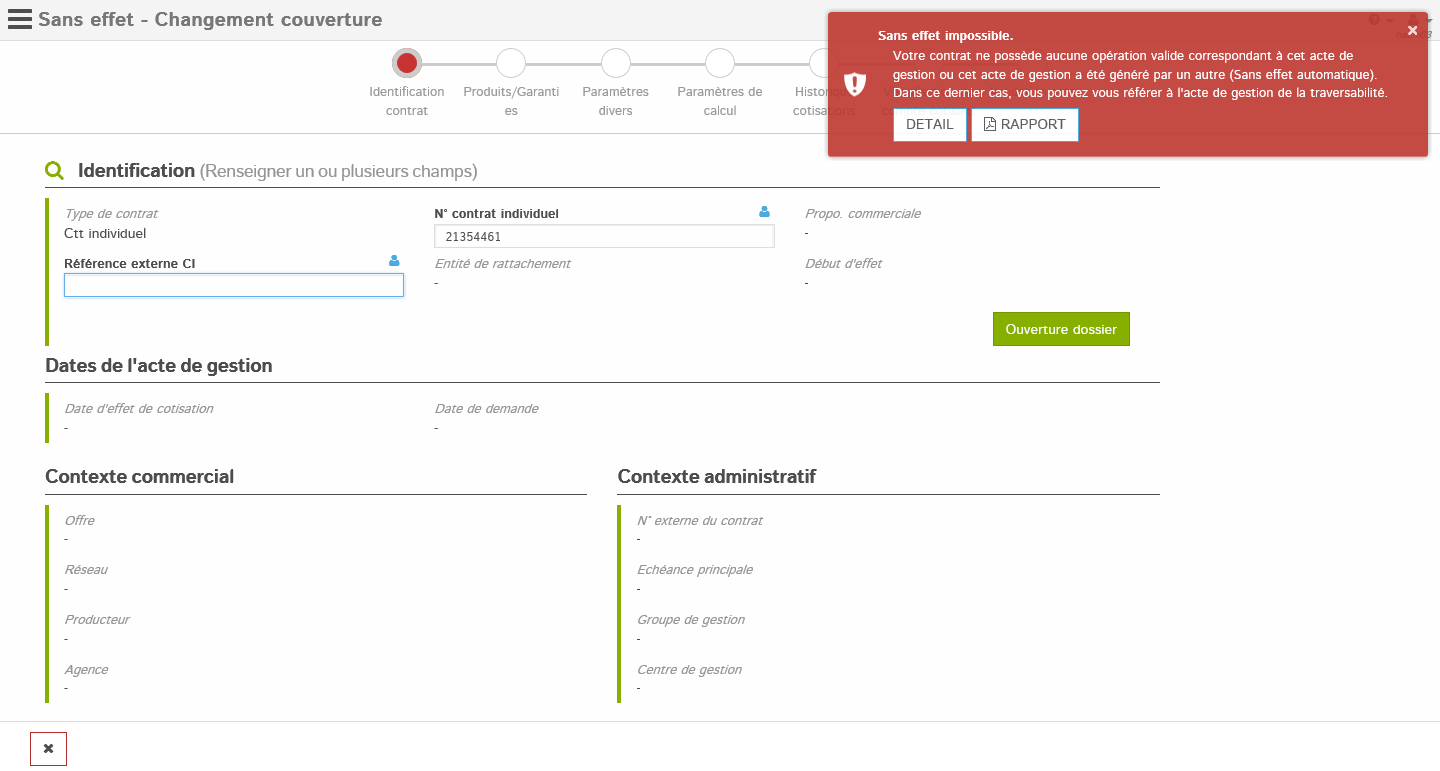 Sans effet - Changement couverture
Sans effet impossible.
Votre contrat ne possède aucune opération valide correspondant à cet acte de
gestion ou cet acte de gestion a été généré par un autre (Sans effet automatique).
Dans ce dernier cas, vous pouvez vous référer à l'acte de gestion de la traversabilité.
DETAIL RAPPORT
Identification
contrat
Produits/Garanti
es
Paramètres
divers
Paramètres de
calcul
Historique
cotisations
Identification (Renseigner un ou plusieurs champs)
Type de contrat
Ctt individuel
N° contrat individuel
21354461
Propo. commerciale
-
Référence externe CI
Entité de rattachement
-
Début d'effet
-
Ouverture dossier
Dates de l'acte de gestion
Date d'effet de cotisation
-
Date de demande
-
Contexte commercial
Offre
-
Réseau
-
Producteur
-
Agence
-
Contexte administratif
N° externe du contrat
-
Echéance principale
-
Groupe de gestion
-
Centre de gestion
-